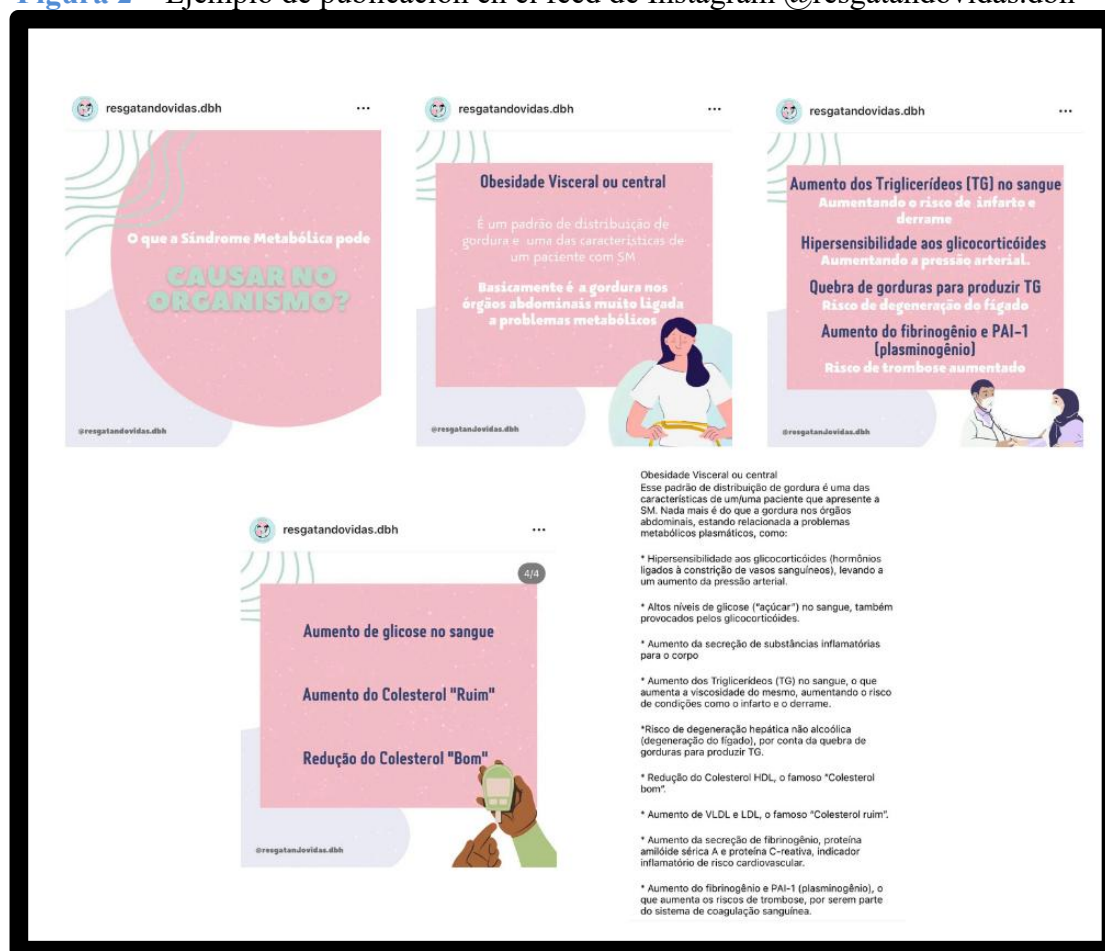 Figura 2 Ejemplo de publicación en el feed de Instagram @resgatandovidas.dbh
resgatandovidas.dbh
O que a Síndrome Metabólica pode
CAUSAR NO
ORGANISMO?
@resgatandovidas.dbh
resgatandovidas.dbh
Obesidade Visceral ou central
É um padrão de distribuição de
gordura e uma das características de
um paciente com SM
Basicamente é a gordura nos
órgãos abdominais muito ligada
a problemas metabólicos
@resgatandovidas.dbh
resgatandovidas.dbh
Aumento dos Triglicerídeos (TG) no sangue
Aumentando o risco de infarto e
derrame
Hipersensibilidade aos glicocorticóides
Aumentando a pressão arterial.
Quebra de gorduras para produzir TG
Risco de degeneração do fígado
Aumento do fibrinogênio e PAI-1
(plasminogênio)
Risco de trombose aumentado
@resgatandovidas.dbh
resgatandovidas.dbh
4/4
Aumento de glicose no sangue
Aumento do Colesterol "Ruim"
Redução do Colesterol "Bom"
@resgatandovidas.dbh
Obesidade Visceral ou central
Esse padrão de distribuição de gordura é uma das
características de um/uma paciente que apresente a
SM. Nada mais é do que a gordura nos órgãos
abdominais, estando relacionada a problemas
metabólicos plasmáticos, como:
* Hipersensibilidade aos glicocorticóides (hormônios
ligados à constrição de vasos sanguíneos), levando a
um aumento da pressão arterial.
* Altos níveis de glicose ("açúcar") no sangue, também
provocados pelos glicocorticóides.
* Aumento da secreção de substâncias inflamatórias
para o corpo
* Aumento dos Triglicerídeos (TG) no sangue, o que
aumenta a viscosidade do mesmo, aumentando o risco
de condições como o infarto e o derrame.
*Risco de degeneração hepática não alcoólica
(degeneração do fígado), por conta da quebra de
gorduras para produzir TG.
* Redução do Colesterol HDL, o famoso "Colesterol
bom".
* Aumento de VLDL e LDL, o famoso "Colesterol ruim".
* Aumento da secreção de fibrinogênio, proteína
amilóide sérica A e proteína C-reativa, indicador
inflamatório de risco cardiovascular.
* Aumento do fibrinogênio e PAI-1 (plasminogênio), o
que aumenta os riscos de trombose, por serem parte
do sistema de coagulação sanguínea.